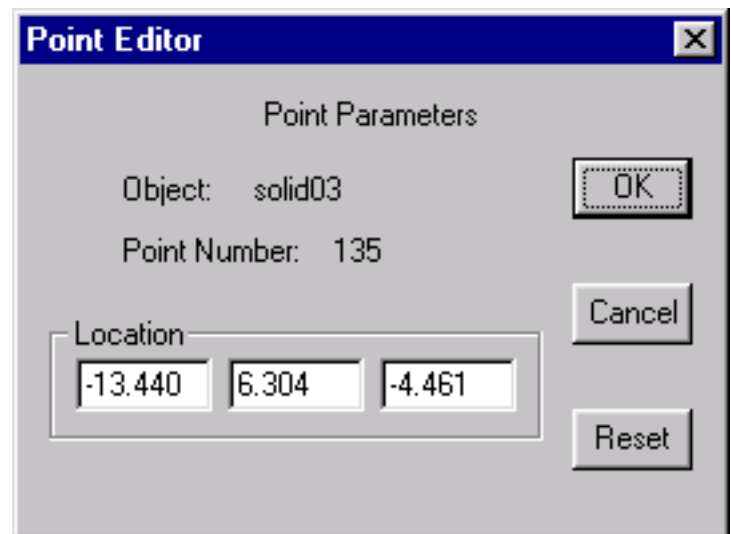 Point Editor
Point Parameters
Object: solid03
OK
Point Number: 135
Cancel
Location
-13.440 6.304 -4.461
Reset